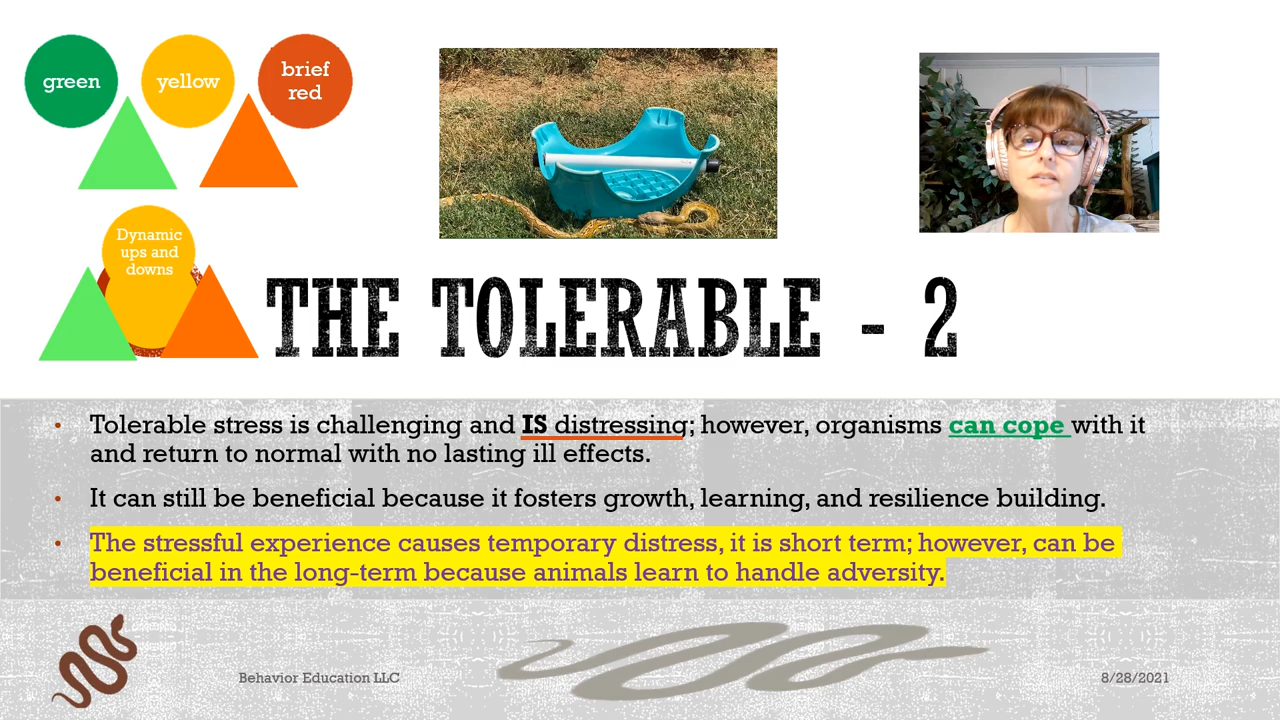 green
yellow
brief
red
Dynamic
ups and
downs
THE TOLERABLE - 2
• Tolerable stress is challenging and IS distressing; however, organisms can cope with it
and return to normal with no lasting ill effects.
• It can still be beneficial because it fosters growth, learning, and resilience building.
• The stressful experience causes temporary distress, it is short term; however, can be
beneficial in the long-term because animals learn to handle adversity.
Behavior Education LLC
8/28/2021